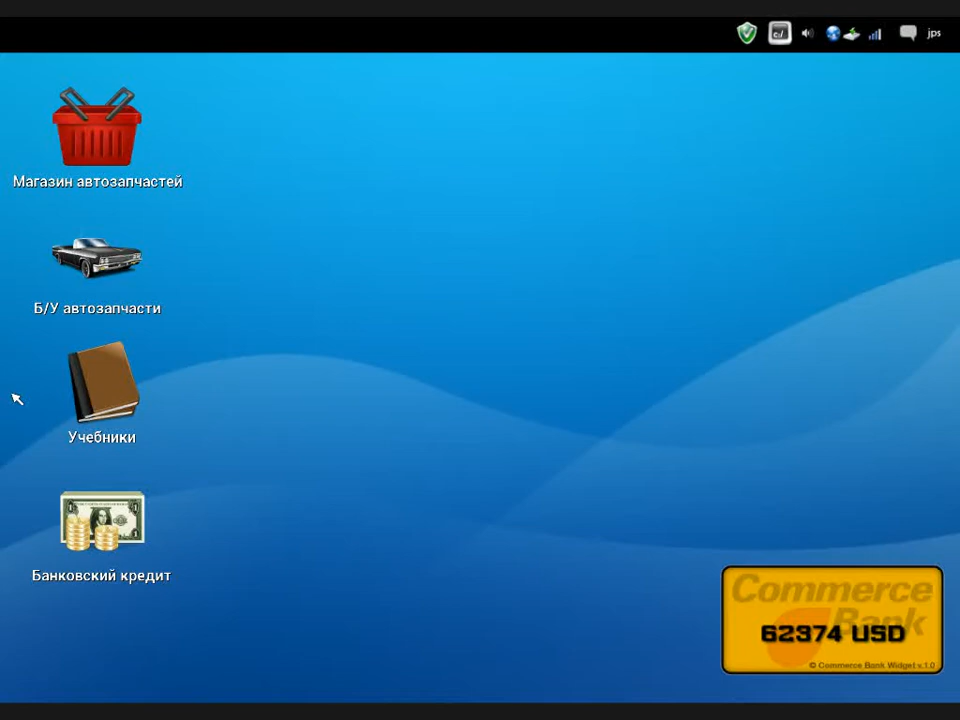 c:/
jps
Магазин автозапчастей
Б/У автозапчасти
Учебники
Банковский кредит
Commerce
Bank
62374 USD
© Commerce Bank Widget v.1.0